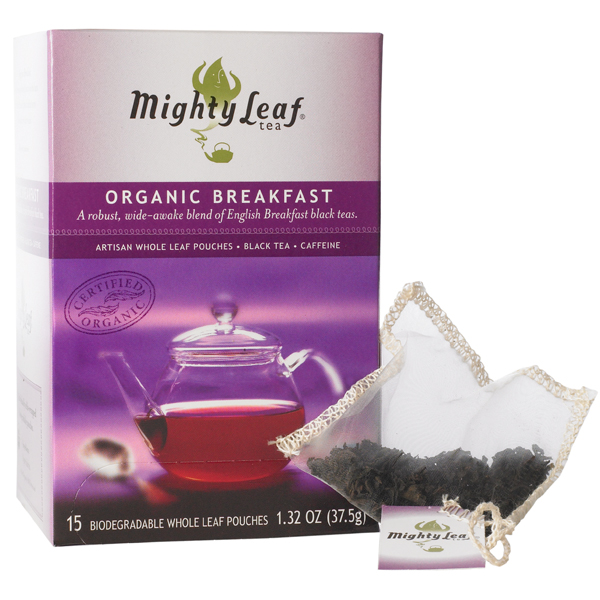 Mighty Leaf®
tea
ORGANIC BREAKFAST
A robust, wide-awake blend of English Breakfast black teas.
ARTISAN WHOLE LEAF POUCHES • BLACK TEA • CAFFEINE
CERTIFIED
ORGANIC
15 BIODEGRADABLE WHOLE LEAF POUCHES 1.32 OZ (37.5g)
Mighty Leaf
tea